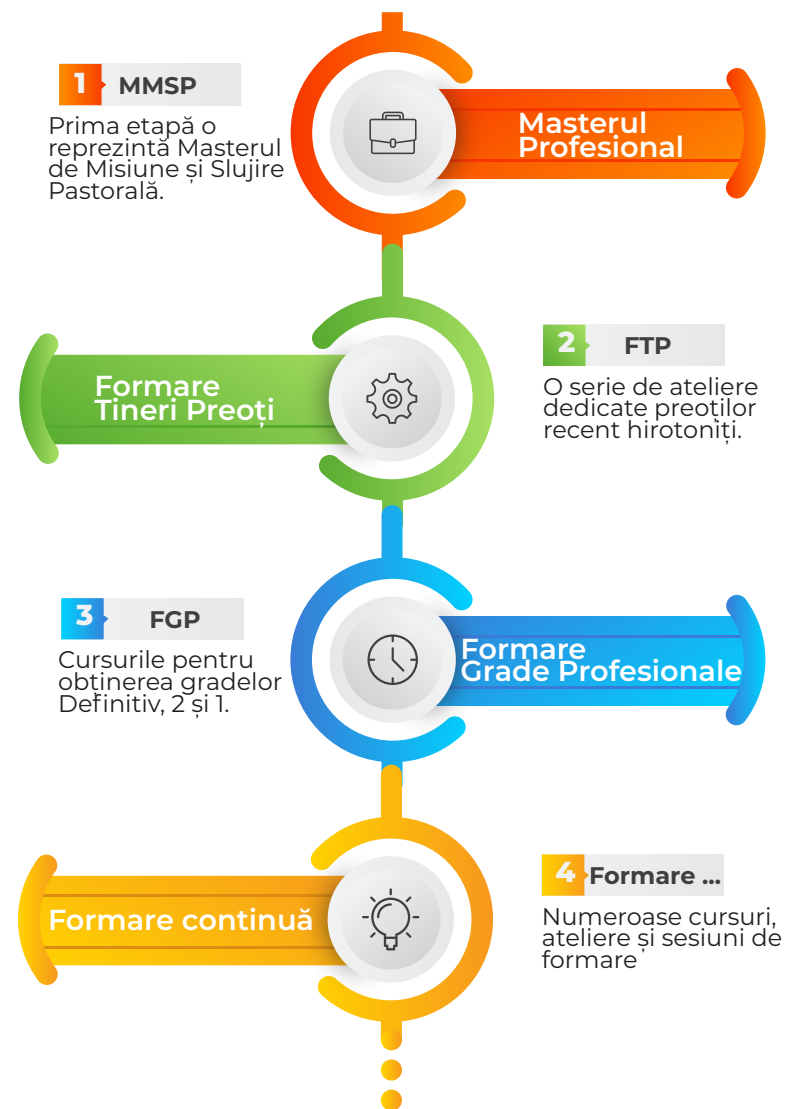 1 MMSP
Prima etapă o
reprezintă Masterul
de Misiune și Slujire
Pastorală.
Masterul
Profesional
Formare
Tineri Preoți
2 FTP
O serie de ateliere
dedicate preoților
recent hirotoniți.
3 FGP
Cursurile pentru
obținerea gradelor
Definitiv, 2 și 1.
Formare
Grade Profesionale
Formare continuă
4 Formare ...
Numeroase cursuri,
ateliere și sesiuni de
formare